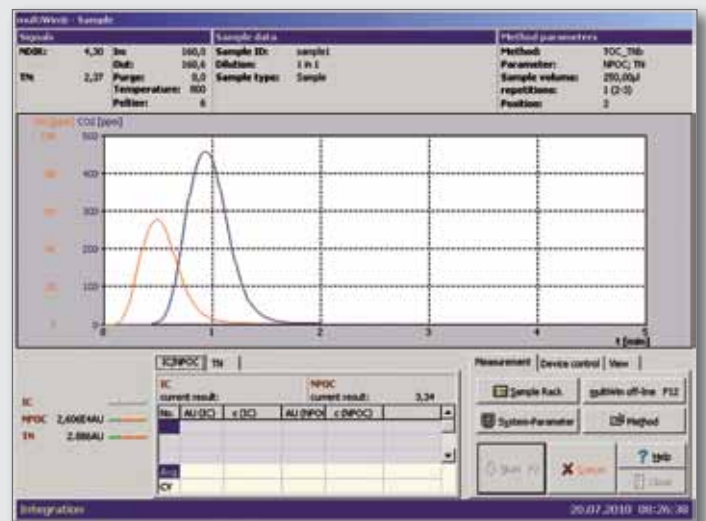 multiWin® - Sample
Signals Sample data Method parameters
NDIR: 4,30 In: 160,0 Sample ID: sample1 Method: TOC_TNb
Out: 160,6 Dilution: 1 in 1 Parameter: NPOC; TN
TN: 2,37 Purge: 0,0 Sample type: Sample Sample volume: 250,00µl
Temperature: 800 repetitions: 1 (2-3)
Peltier: 6 Position: 2
CO2 [ppm]
500
400
300
200
100
0
0 1 2 3 4 5
t [min]
IC/NPOC TN
Measurement Device control View
IC NPOC
current result: current result: 3,34
No. AU (IC) c (IC) AU (NPOC c (NPOC)
Avg
CV
IC
NPOC 2,606E4AU
TN 2.886AU
Sample Rack multiWin off-line F12
System-Parameter Method
Start F2 Cancel Help
Close
Integration 20.07.2010 08:26:38